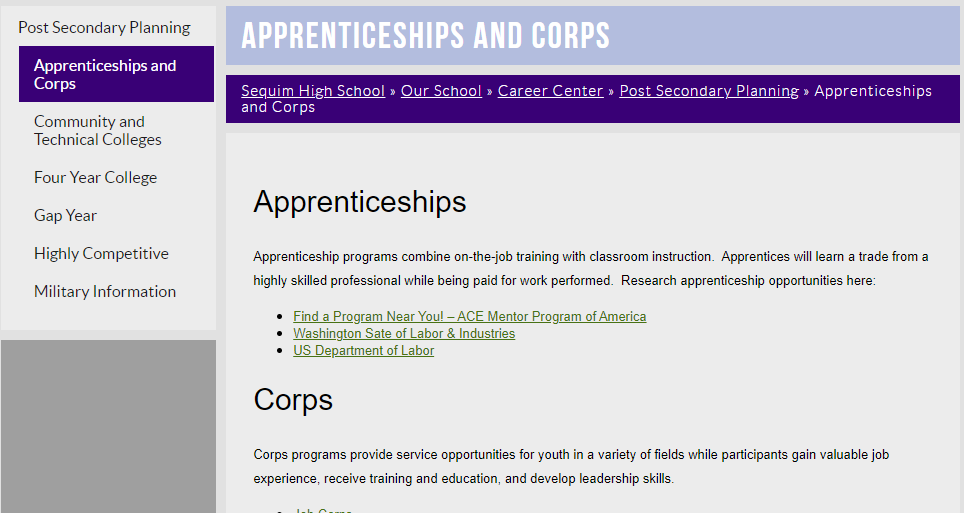 Post Secondary Planning
Apprenticeships and
Corps
Community and
Technical Colleges
Four Year College
Gap Year
Highly Competitive
Military Information
APPRENTICESHIPS AND CORPS
Sequim High School » Our School » Career Center » Post Secondary Planning » Apprenticeships
and Corps
Apprenticeships
Apprenticeship programs combine on-the-job training with classroom instruction.  Apprentices will learn a trade from a
highly skilled professional while being paid for work performed.  Research apprenticeship opportunities here:
Find a Program Near You! – ACE Mentor Program of America
Washington Sate of Labor & Industries
US Department of Labor
Corps
Corps programs provide service opportunities for youth in a variety of fields while participants gain valuable job
experience, receive training and education, and develop leadership skills.
Job Corps